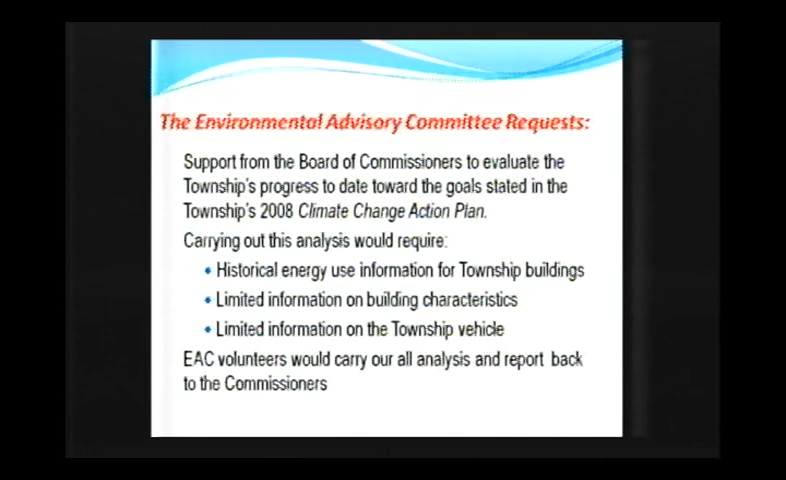 The Environmental Advisory Committee Requests:
Support from the Board of Commissioners to evaluate the
Township's progress to date toward the goals stated in the
Township's 2008 Climate Change Action Plan.
Carrying out this analysis would require:
• Historical energy use information for Township buildings
• Limited information on building characteristics
• Limited information on the Township vehicle
EAC volunteers would carry our all analysis and report back
to the Commissioners